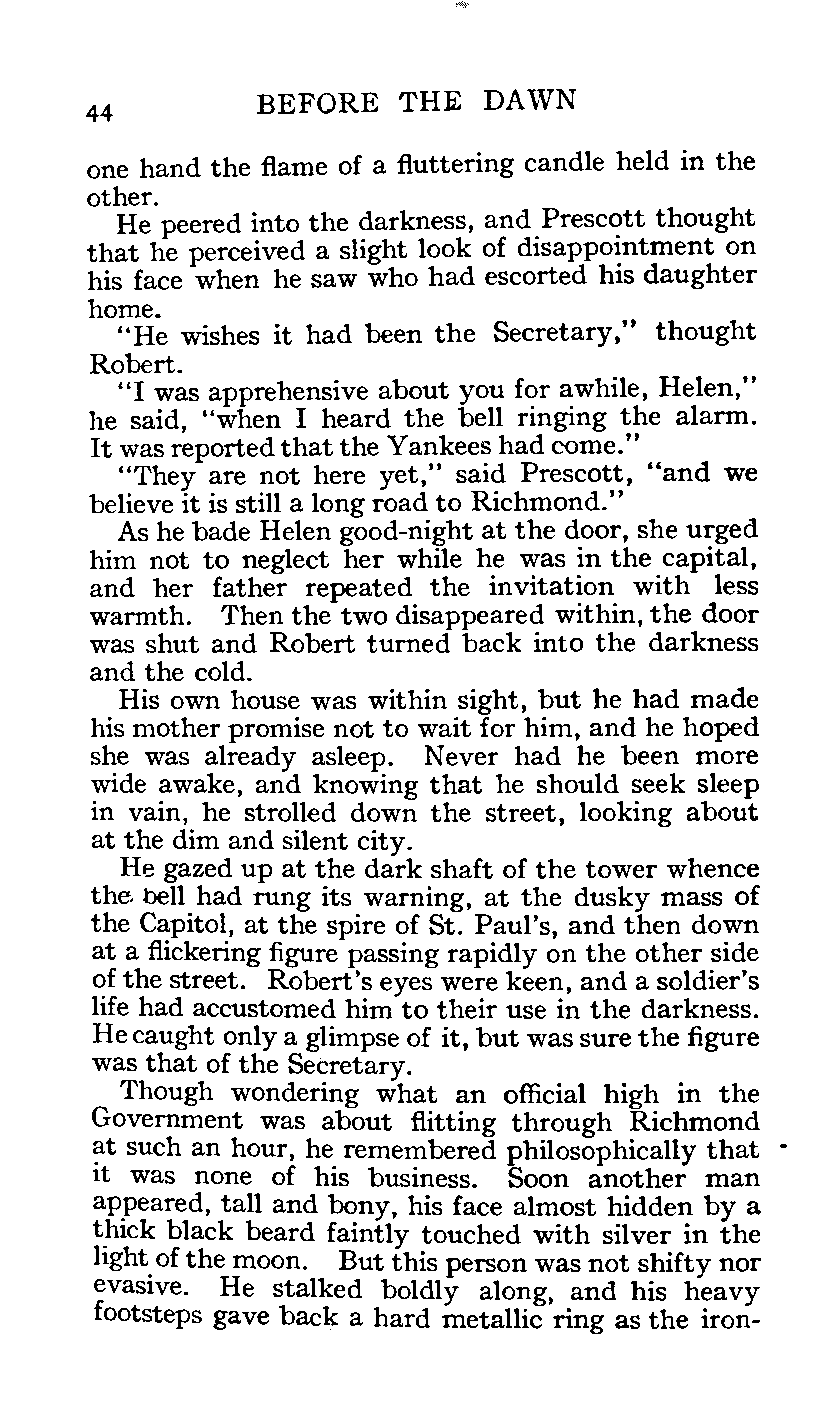 44 BEFORE THE DAWN
one hand the flame of a fluttering candle held in the
other.
He peered into the darkness, and Prescott thought
that he perceived a slight look of disappointment on
his face when he saw who had escorted his daughter
home.
“He wishes it had been the Secretary,” thought
Robert.
“I was apprehensive about you for awhile, Helen,”
he said, “when I heard the bell ringing the alarm.
It was reported that the Yankees had come.”
“They are not here yet,” said Prescott, “and we
believe it is still a long road to Richmond.”
As he bade Helen good-night at the door, she urged
him not to neglect her while he was in the capital,
and her father repeated the invitation with less
warmth. Then the two disappeared within, the door
was shut and Robert turned back into the darkness
and the cold.
His own house was within sight, but he had made
his mother promise not to wait for him, and he hoped
she was already asleep. Never had he been more
wide awake, and knowing that he should seek sleep
in vain, he strolled down the street, looking about
at the dim and silent city.
He gazed up at the dark shaft of the tower whence
the bell had rung its warning, at the dusky mass of
the Capitol, at the spire of St. Paul’s, and then down
at a flickering figure passing rapidly on the other side
of the street. Robert’s eyes were keen, and a soldier’s
life had accustomed him to their use in the darkness.
He caught only a glimpse of it, but was sure the figure
was that of the Secretary.
Though wondering what an official high in the
Government was about flitting through Richmond
at such an hour, he remembered philosophically that
it was none of his business. Soon another man
appeared, tall and bony, his face almost hidden by a
thick black beard faintly touched with silver in the
light of the moon. But this person was not shifty nor
evasive. He stalked boldly along, and his heavy
footsteps gave back a hard metallic ring as the iron-